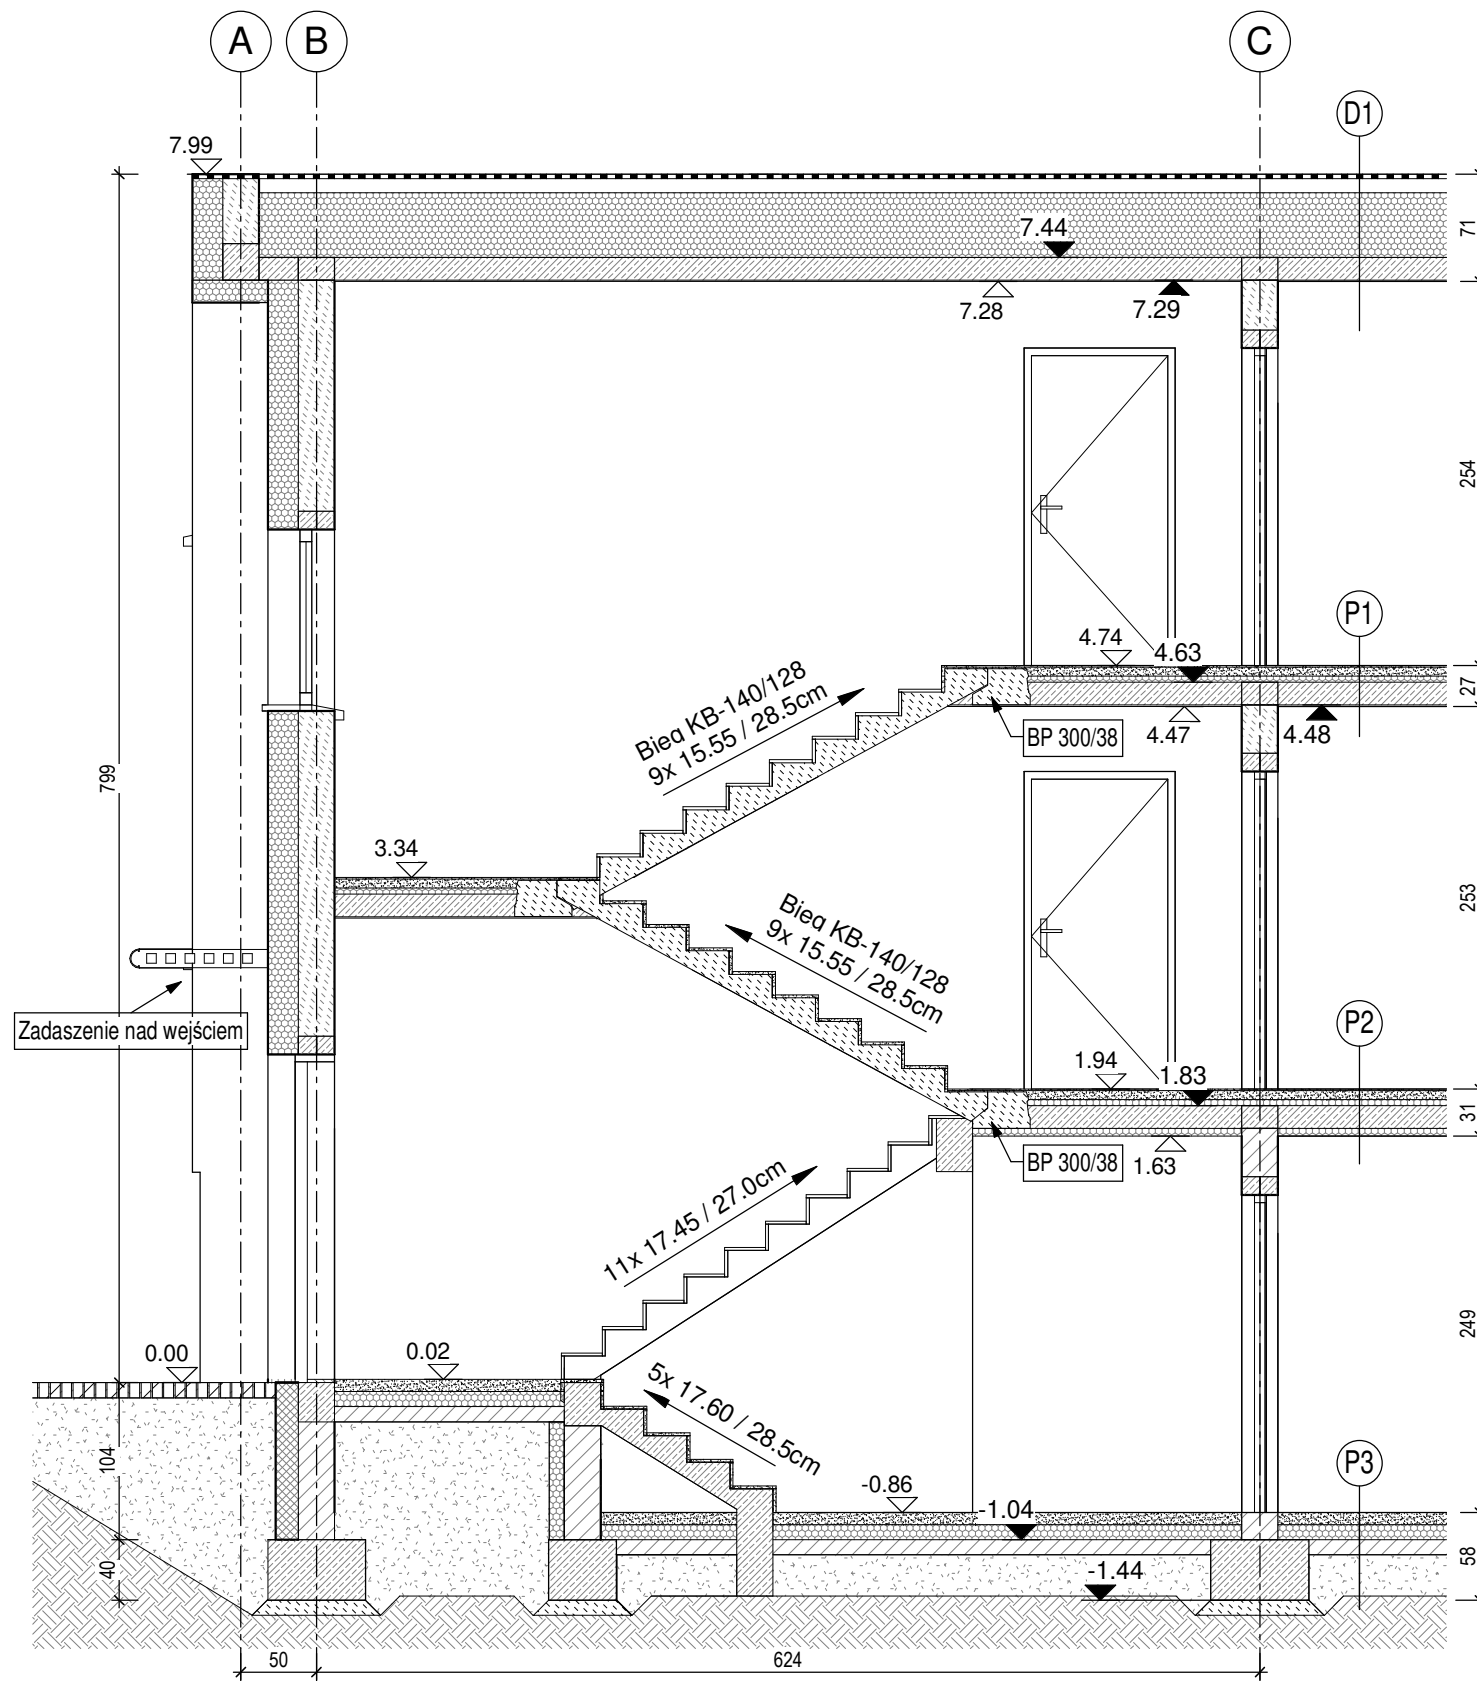 A
B
C
D1
7.99
7.44
71
7.28
7.29
254
P1
4.74
4.63
27
Bieg KB-140/128
9x 15.55 / 28.5cm
BP 300/38
4.47
4.48
799
3.34
253
Bieg KB-140/128
9x 15.55 / 28.5cm
Zadaszenie nad wejściem
P2
1.94
1.83
31
BP 300/38
1.63
11x 17.45 / 27.0cm
249
0.00
0.02
5x 17.60 / 28.5cm
104
P3
-0.86
-1.04
40
-1.44
58
50
624